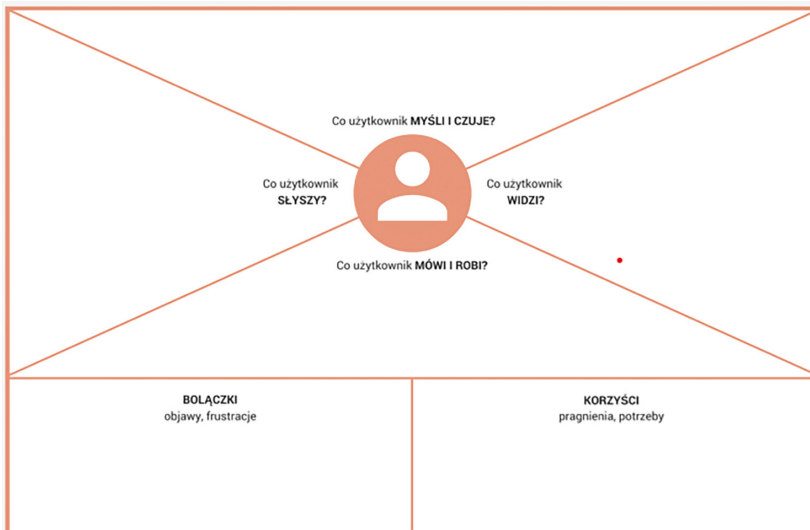 Co użytkownik MYŚLI I CZUJE?
Co użytkownik
SŁYSZY?
Co użytkownik
WIDZI?
Co użytkownik MÓWI I ROBI?
BOLĄCZKI
objawy, frustracje
KORZYŚCI
pragnienia, potrzeby